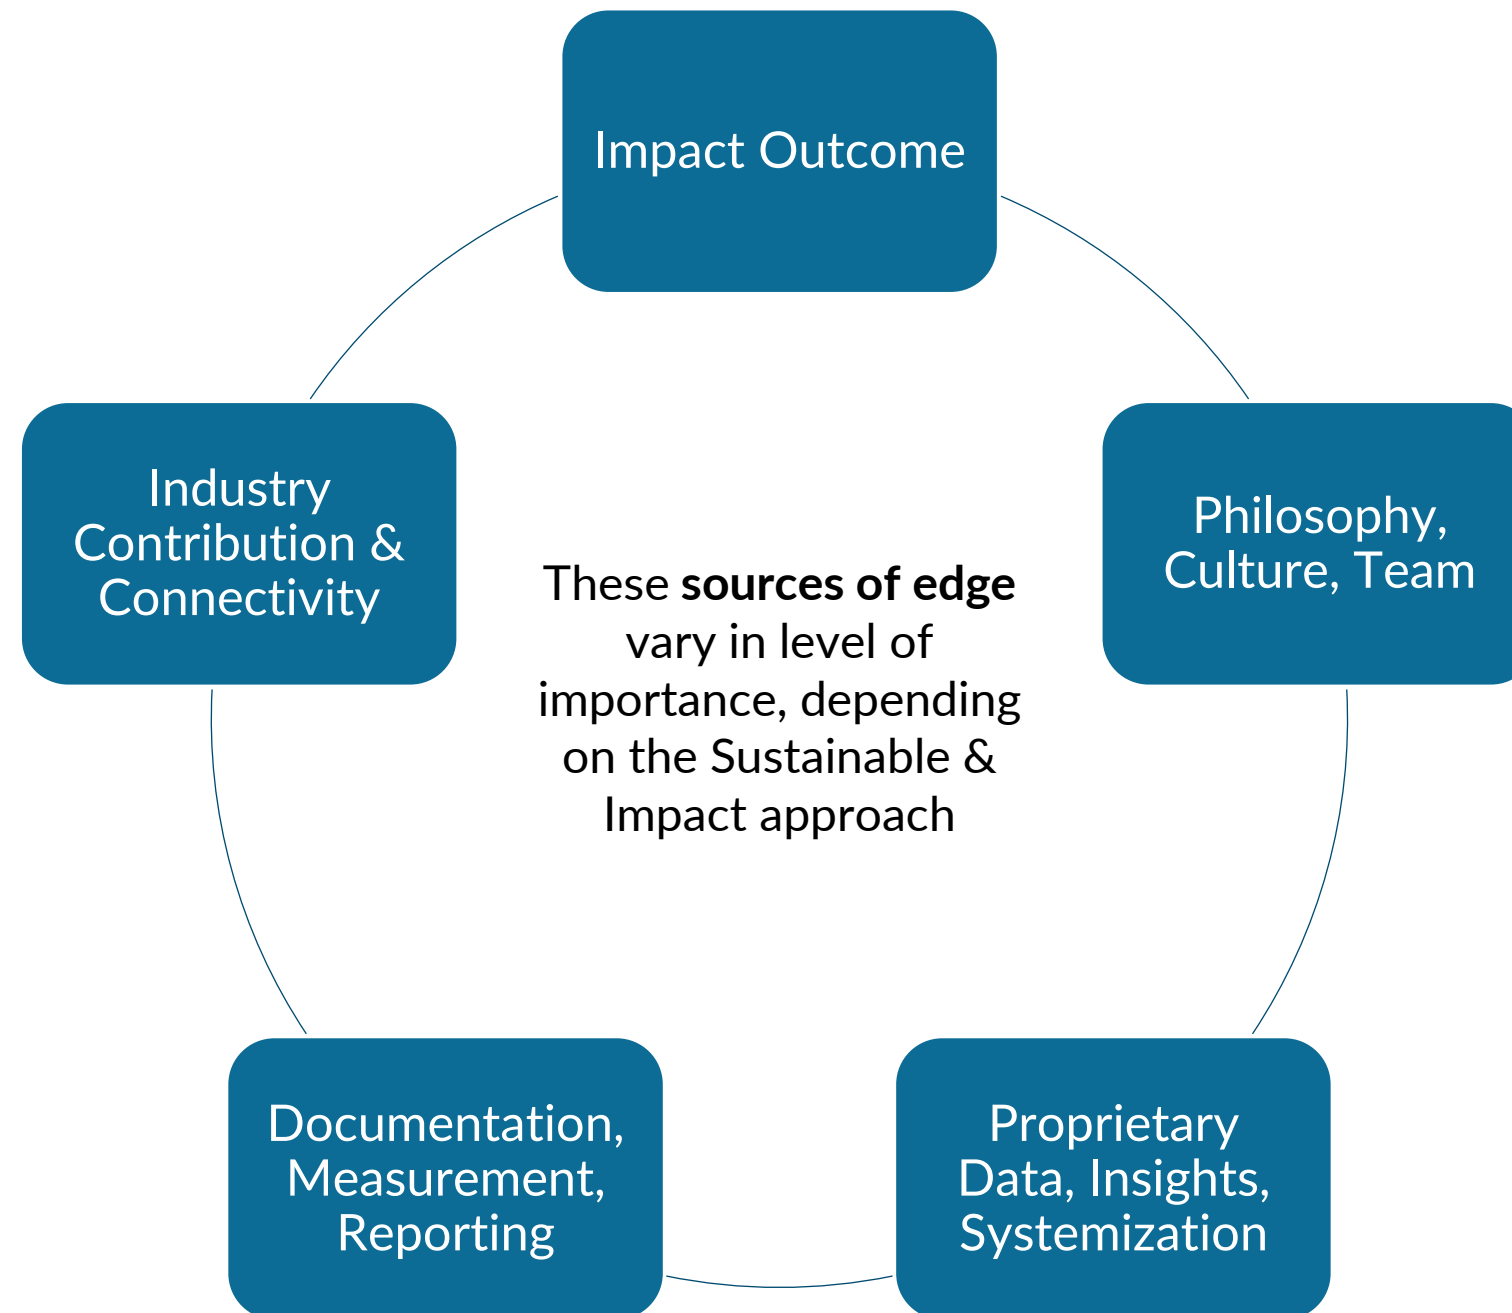 Impact Outcome
Industry
Contribution &
Connectivity
Philosophy,
Culture, Team
These sources of edge
vary in level of
importance, depending
on the Sustainable &
Impact approach
Documentation,
Measurement,
Reporting
Proprietary
Data, Insights,
Systemization